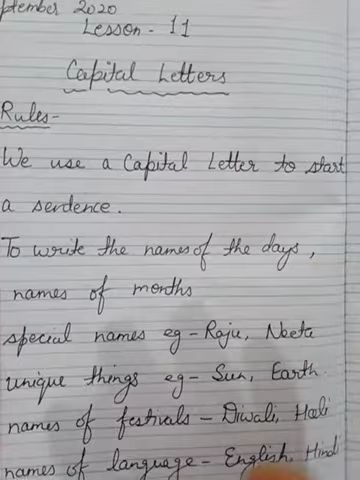 ptember 2020
Lesson - 11
Capital Letters
Rules -
We use a Capital Letter to start
a sentence.
To write the names of the days,
names of months
special names eg - Raju, Neeta
unique things eg - Sun, Earth.
names of festivals - Diwali, Holi
names of language - English, Hindi